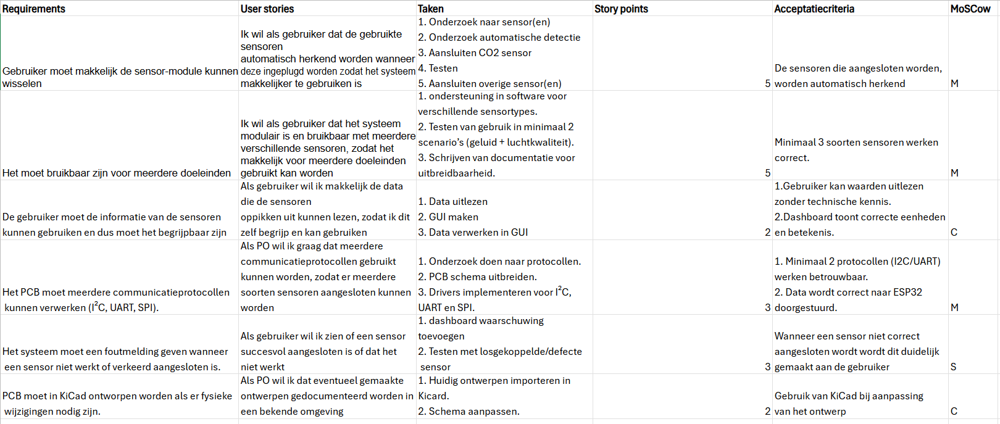 Requirements
User stories
Taken
Story points
Acceptatiecriteria
MoSCow
Gebruiker moet makkelijk de sensor-module kunnen
wisselen
Ik wil als gebruiker dat de gebruikte
sensoren
automatisch herkend worden wanneer
deze ingeplugd worden zodat het systeem
makkelijker te gebruiken is
1. Onderzoek naar sensor(en)
2. Onderzoek automatische detectie
3. Aansluiten CO2 sensor
4. Testen
5. Aansluiten overige sensor(en)
5
De sensoren die aangesloten worden,
worden automatisch herkend
M
Het moet bruikbaar zijn voor meerdere doeleinden
Ik wil als gebruiker dat het systeem
modulair is en bruikbaar met meerdere
verschillende sensoren, zodat het
makkelijk voor meerdere doeleinden
gebruikt kan worden
1. ondersteuning in software voor
verschillende sensortypes.
2. Testen van gebruik in minimaal 2
scenario's (geluid + luchtkwaliteit).
3. Schrijven van documentatie voor
uitbreidbaarheid.
5
Minimaal 3 soorten sensoren werken
correct.
M
De gebruiker moet de informatie van de sensoren
kunnen gebruiken en dus moet het begrijpbaar zijn
Als gebruiker wil ik makkelijk de data
die de sensoren
oppikken uit kunnen lezen, zodat ik dit
zelf begrijp en kan gebruiken
1. Data uitlezen
2. GUI maken
3. Data verwerken in GUI
2
1.Gebruiker kan waarden uitlezen
zonder technische kennis.
2.Dashboard toont correcte eenheden
en betekenis.
C
Het PCB moet meerdere communicatieprotocollen
kunnen verwerken (I²C, UART, SPI).
Als PO wil ik graag dat meerdere
communicatieprotocollen gebruikt
kunnen worden, zodat er meerdere
soorten sensoren aangesloten kunnen
worden
1. Onderzoek doen naar protocollen.
2. PCB schema uitbreiden.
3. Drivers implementeren voor I²C,
UART en SPI.
3
1. Minimaal 2 protocollen (I2C/UART)
werken betrouwbaar.
2. Data wordt correct naar ESP32
doorgestuurd.
M
Het systeem moet een foutmelding geven wanneer
een sensor niet werkt of verkeerd aangesloten is.
Als gebruiker wil ik zien of een sensor
succesvol aangesloten is of dat het
niet werkt
1. dashboard waarschuwing
toevoegen
2. Testen met losgekoppelde/defecte
sensor
3
Wanneer een sensor niet correct
aangesloten wordt wordt dit duidelijk
gemaakt aan de gebruiker
S
PCB moet in KiCad ontworpen worden als er fysieke
wijzigingen nodig zijn.
Als PO wil ik dat eventueel gemaakte
ontwerpen gedocumenteerd worden in
een bekende omgeving
1. Huidig ontwerpen importeren in
Kicard.
2. Schema aanpassen.
2
Gebruik van KiCad bij aanpassing
van het ontwerp
C